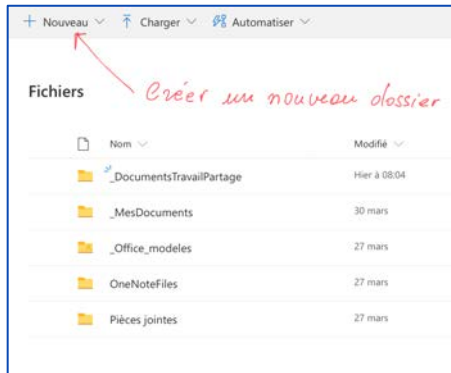 Nouveau Charger Automatiser
Fichiers
Créer un nouveau dossier
Nom Modifié
_DocumentsTravailPartage Hier à 08:04
_MesDocuments 30 mars
_Office_modeles 27 mars
OneNoteFiles 27 mars
Pièces jointes 27 mars